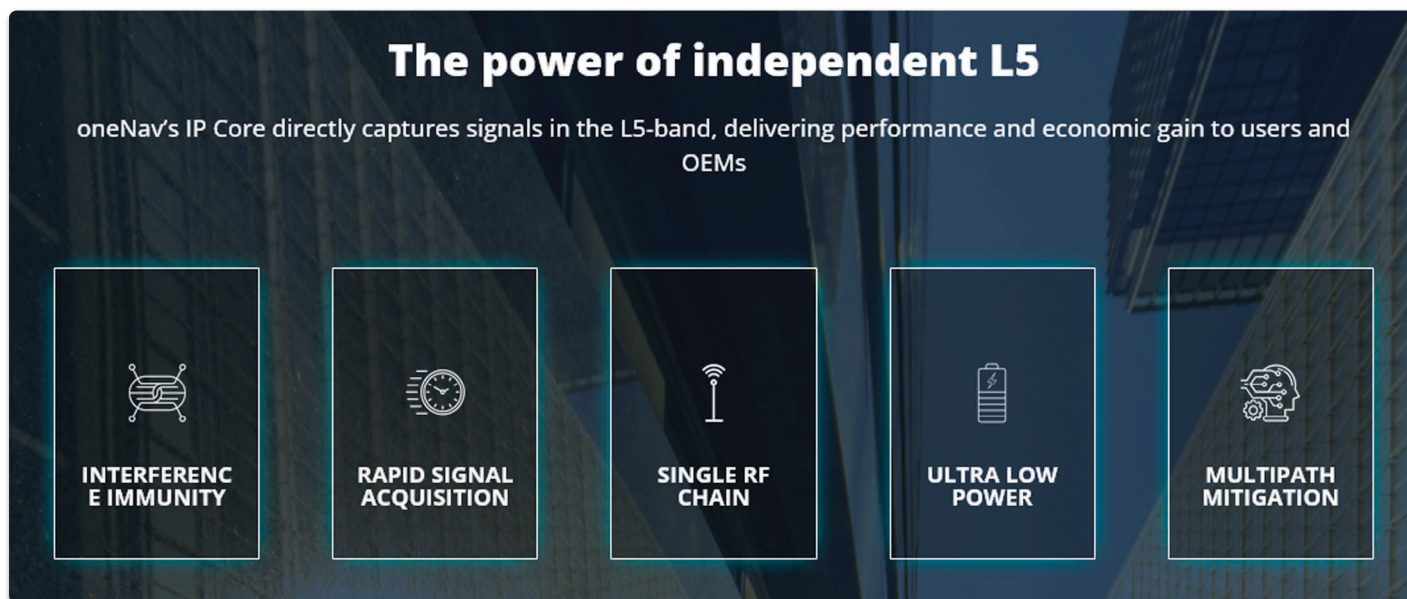 The power of independent L5
oneNav’s IP Core directly captures signals in the L5-band, delivering performance and economic gain to users and
OEMs
INTERFERENC
E IMMUNITY
RAPID SIGNAL
ACQUISITION
SINGLE RF
CHAIN
ULTRA LOW
POWER
MULTIPATH
MITIGATION